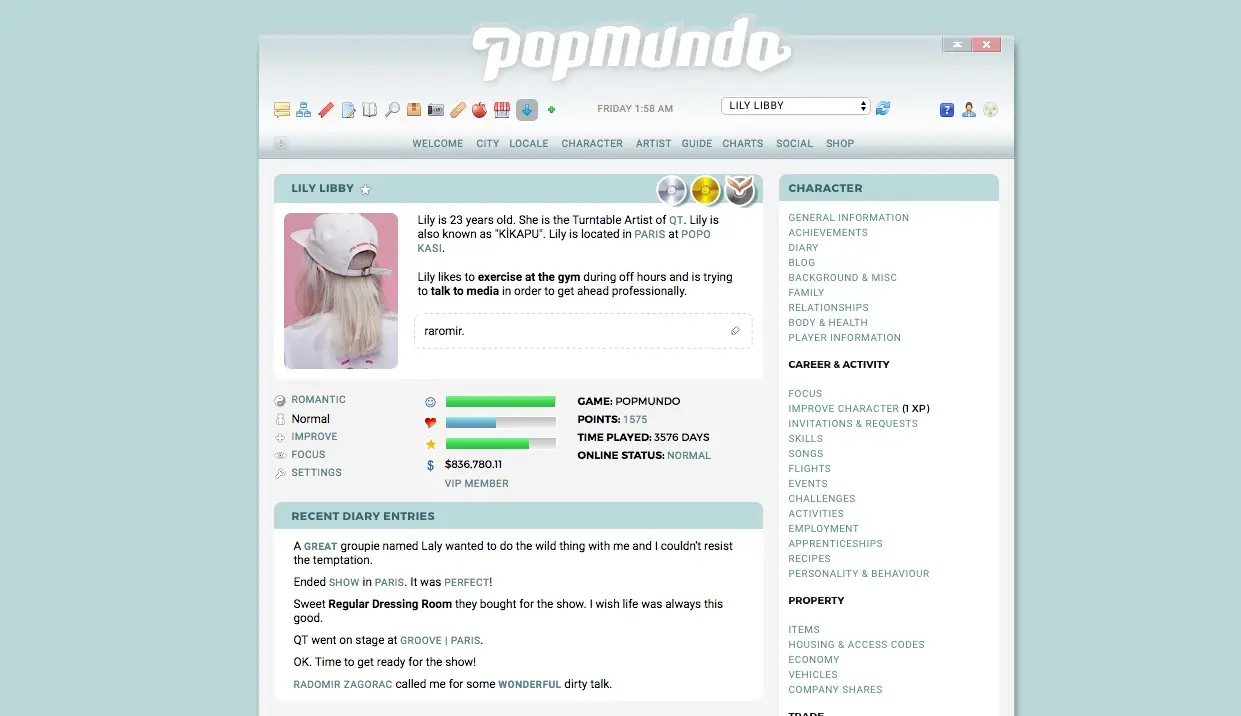 popmundo
FRIDAY 1:58 AM
LILY LIBBY
WELCOME CITY LOCALE CHARACTER ARTIST GUIDE CHARTS SOCIAL SHOP
LILY LIBBY
Lily is 23 years old. She is the Turntable Artist of QT. Lily is
also known as "KİKAPU". Lily is located in PARIS at POPO
KASI.
Lily likes to exercise at the gym during off hours and is trying
to talk to media in order to get ahead professionally.
raromir.
ROMANTIC
Normal
IMPROVE
FOCUS
SETTINGS
$ $836,780.11
VIP MEMBER
GAME: POPMUNDO
POINTS: 1575
TIME PLAYED: 3576 DAYS
ONLINE STATUS: NORMAL
RECENT DIARY ENTRIES
A GREAT groupie named Laly wanted to do the wild thing with me and I couldn't resist
the temptation.
Ended SHOW in PARIS. It was PERFECT!
Sweet Regular Dressing Room they bought for the show. I wish life was always this
good.
QT went on stage at GROOVE | PARIS.
OK. Time to get ready for the show!
RADOMIR ZAGORAC called me for some WONDERFUL dirty talk.
CHARACTER
GENERAL INFORMATION
ACHIEVEMENTS
DIARY
BLOG
BACKGROUND & MISC
FAMILY
RELATIONSHIPS
BODY & HEALTH
PLAYER INFORMATION
CAREER & ACTIVITY
FOCUS
IMPROVE CHARACTER (1 XP)
INVITATIONS & REQUESTS
SKILLS
SONGS
FLIGHTS
EVENTS
CHALLENGES
ACTIVITIES
EMPLOYMENT
APPRENTICESHIPS
RECIPES
PERSONALITY & BEHAVIOUR
PROPERTY
ITEMS
HOUSING & ACCESS CODES
ECONOMY
VEHICLES
COMPANY SHARES
TRADE